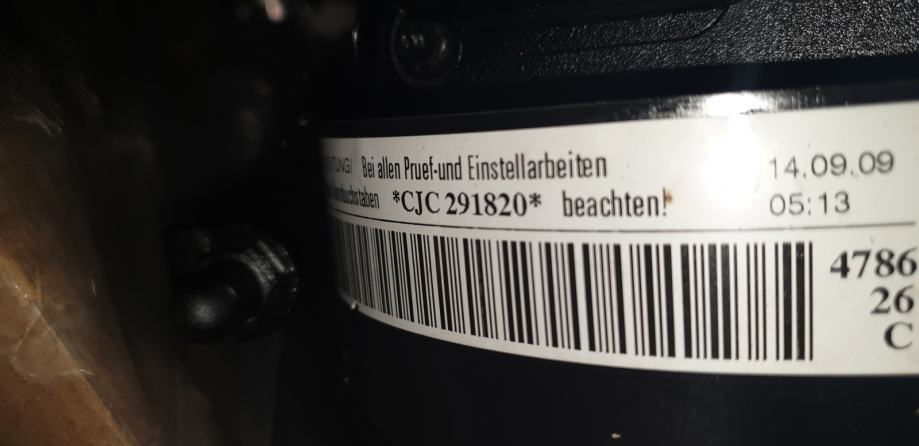 Bei allen Pruef-und Einstellarbeiten
*CJC 291820* beachten!
14.09.09
05:13
4786
26
C